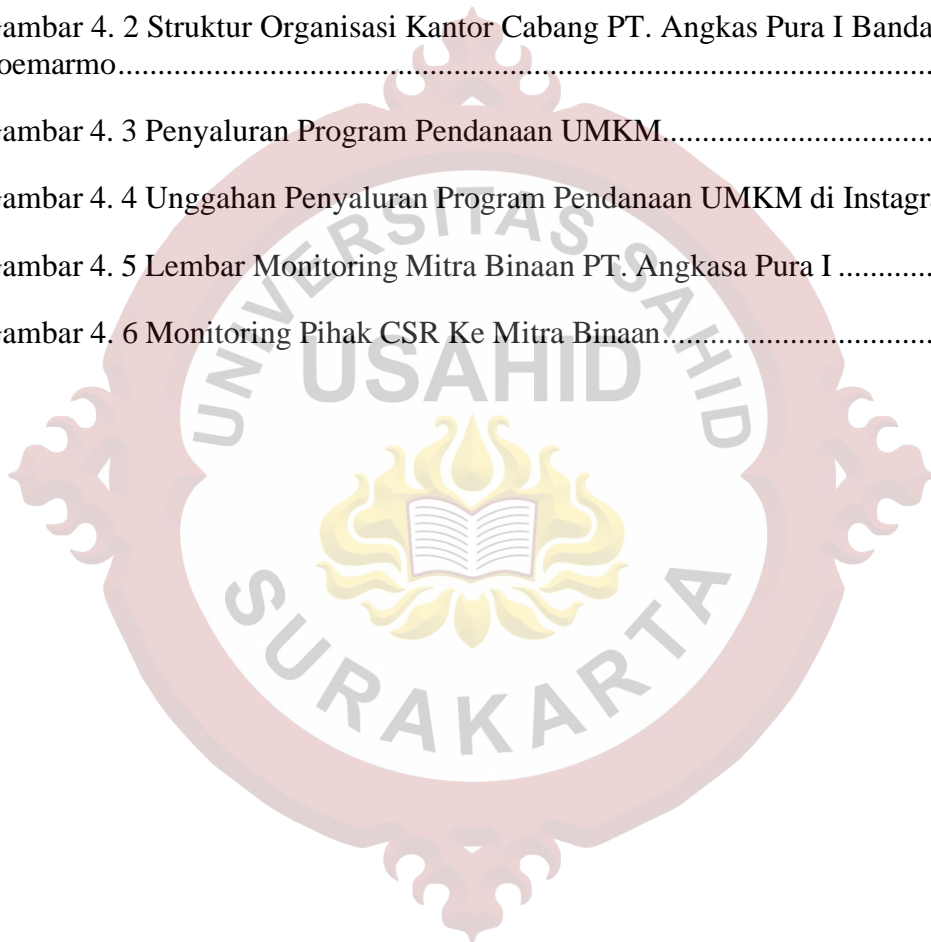 ambar 4. 2 Struktur Organisasi Kantor Cabang PT. Angkas Pura I Banda
oemarmo....................................................................................................
ambar 4. 3 Penyaluran Program Pendanaan UMKM.................................
ambar 4. 4 Unggahan Penyaluran Program Pendanaan UMKM di Instagr
ambar 4. 5 Lembar Monitoring Mitra Binaan PT. Angkasa Pura I ............
ambar 4. 6 Monitoring Pihak CSR Ke Mitra Binaan.................................
UNIVERSITAS SAHID
USAHID
SURAKARTA